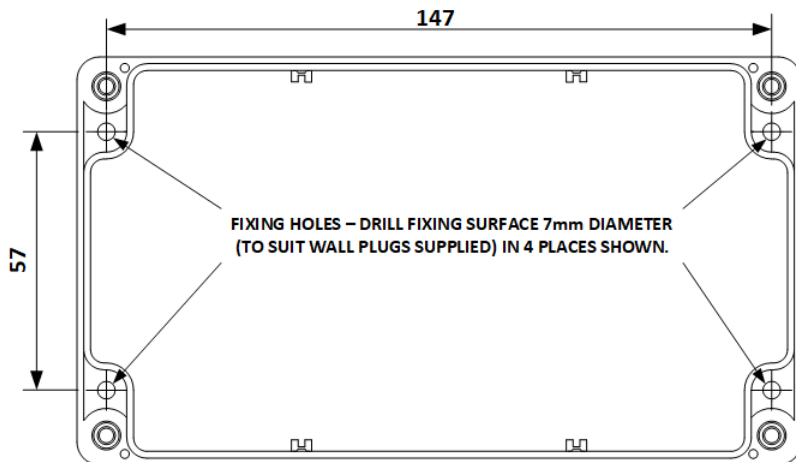 147
57
FIXING HOLES – DRILL FIXING SURFACE 7mm DIAMETER
(TO SUIT WALL PLUGS SUPPLIED) IN 4 PLACES SHOWN.